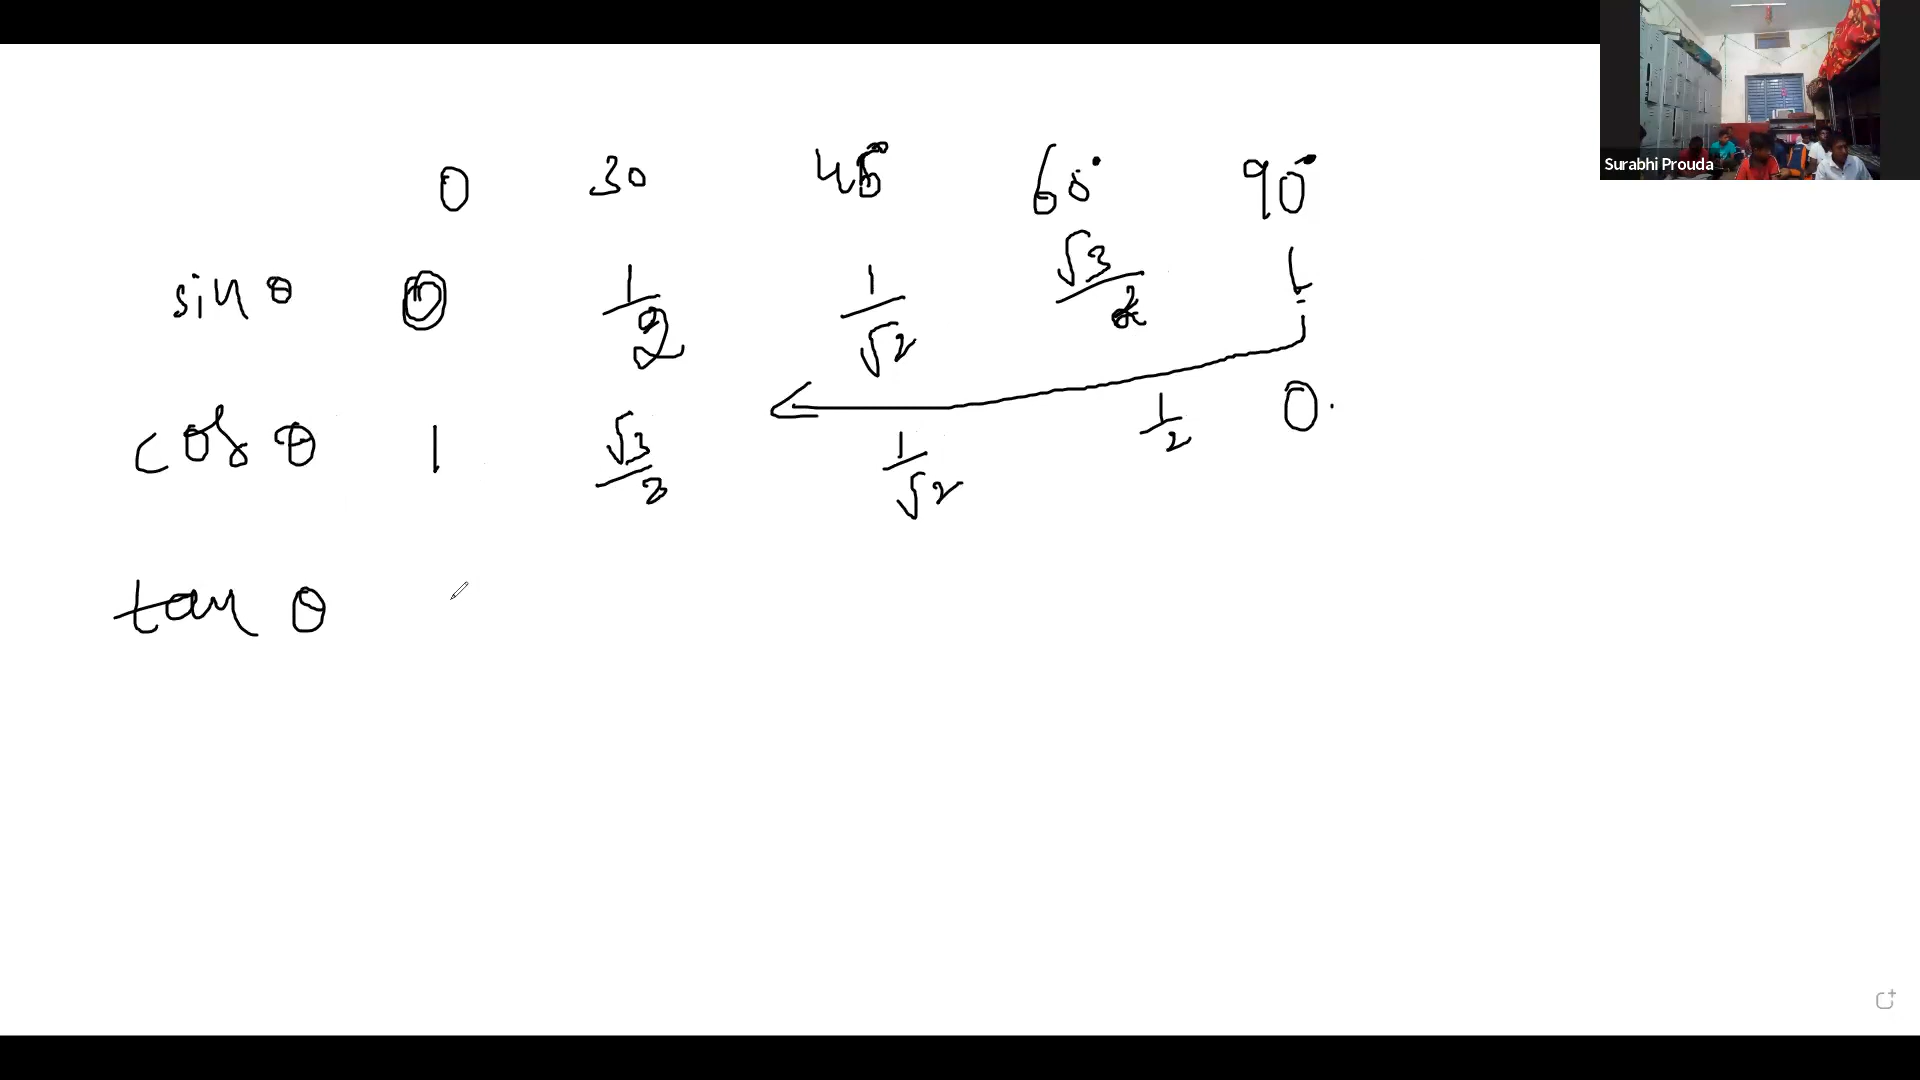 Surabhi Prouda
0 30 45° 60° 90°
sin θ 0 1/2 1/√2 √3/2 1
cos θ 1 √3/2 1/√2 1/2 0.
tan θ